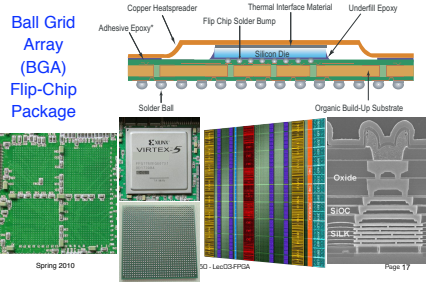 Ball Grid
Array
(BGA)
Flip-Chip
Package
Copper Heatspreader
Thermal Interface Material
Adhesive Epoxy*
Flip Chip Solder Bump
Underfill Epoxy
Silicon Die
Solder Ball
Organic Build-Up Substrate
XILINX
VIRTEX-5
Oxide
SiOC
SiLK
Spring 2010
- Lec03-FPGA
Page 17